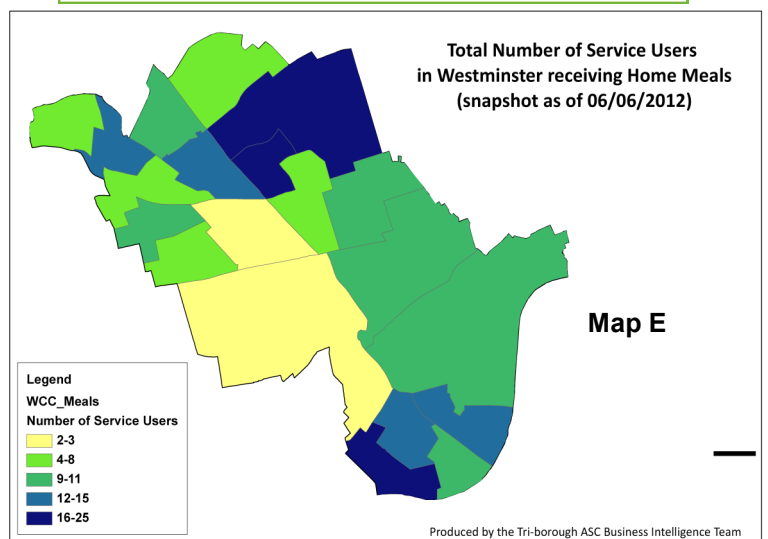 Total Number of Service Users
in Westminster receiving Home Meals
(snapshot as of 06/06/2012)
Map E
Legend
WCC_Meals
Number of Service Users
2-3
4-8
9-11
12-15
16-25
Produced by the Tri-borough ASC Business Intelligence Team